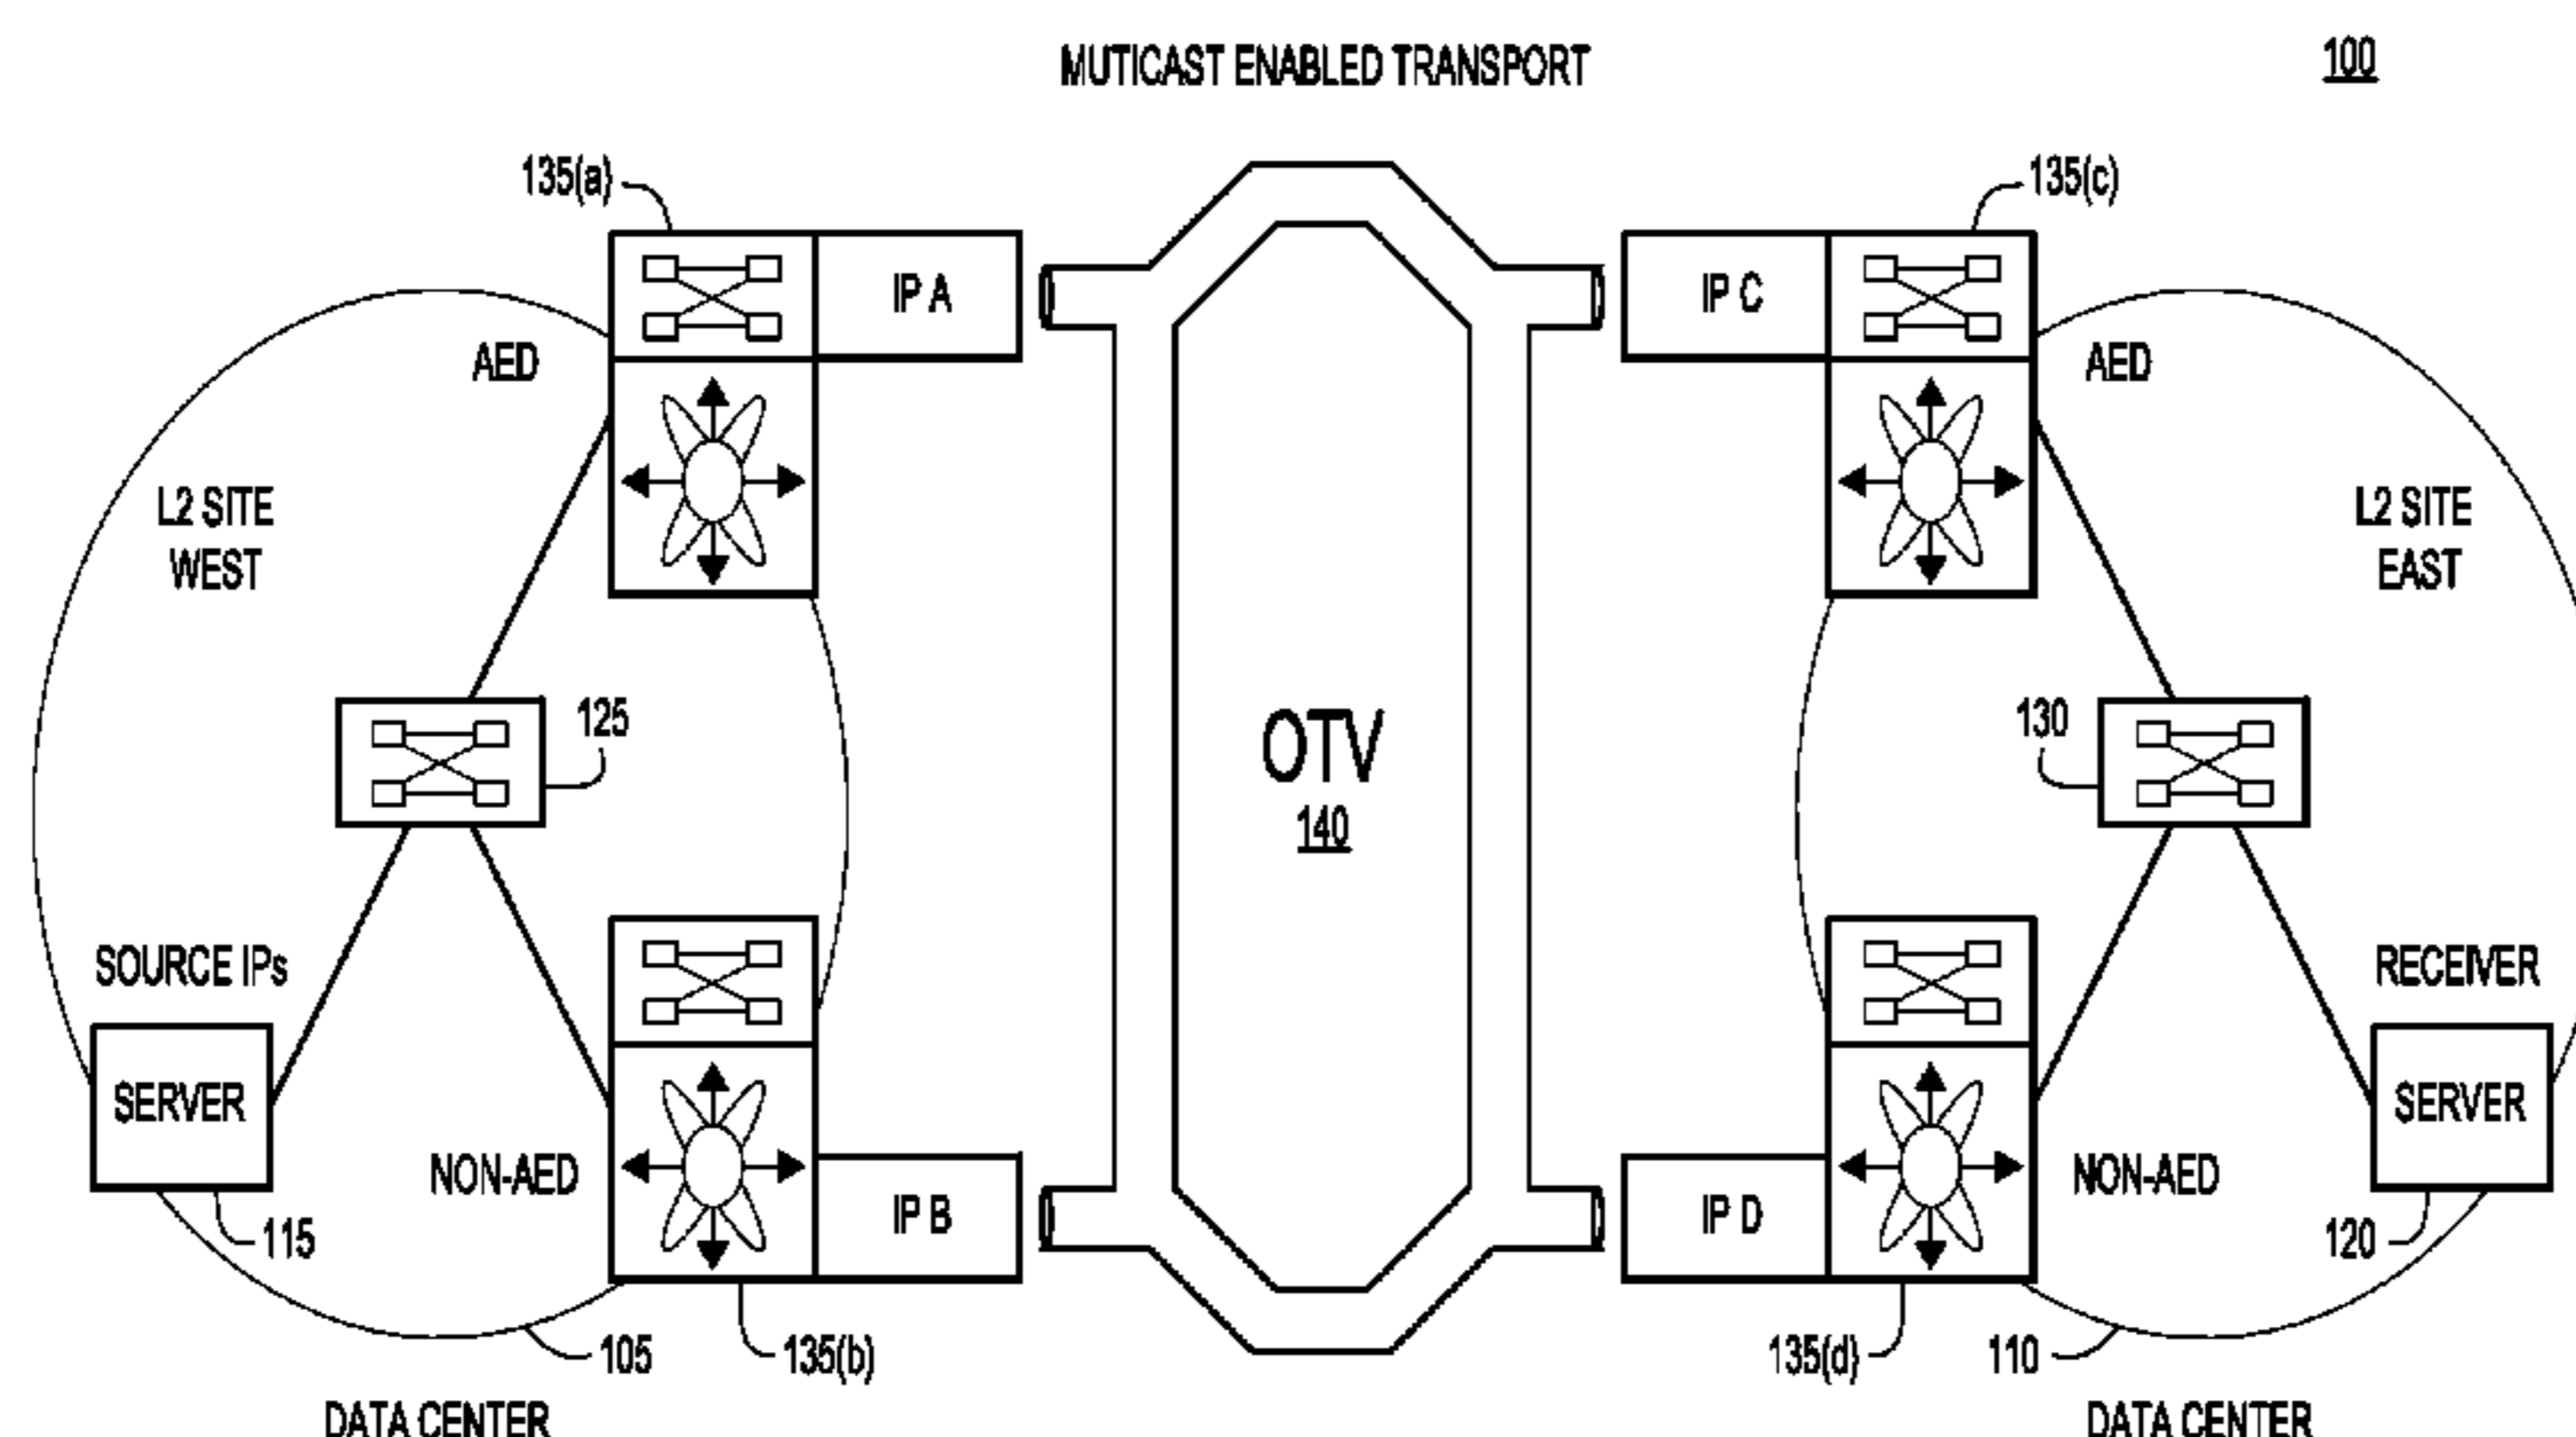 MUTICAST ENABLED TRANSPORT
100
135(a)
135(c)
IP A
IP C
AED
AED
L2 SITE
WEST
L2 SITE
EAST
125
130
OTV
140
SOURCE IPs
RECEIVER
SERVER
SERVER
NON-AED
NON-AED
IP B
IP D
115
120
105
135(b)
135(d)
110
DATA CENTER
DATA CENTER